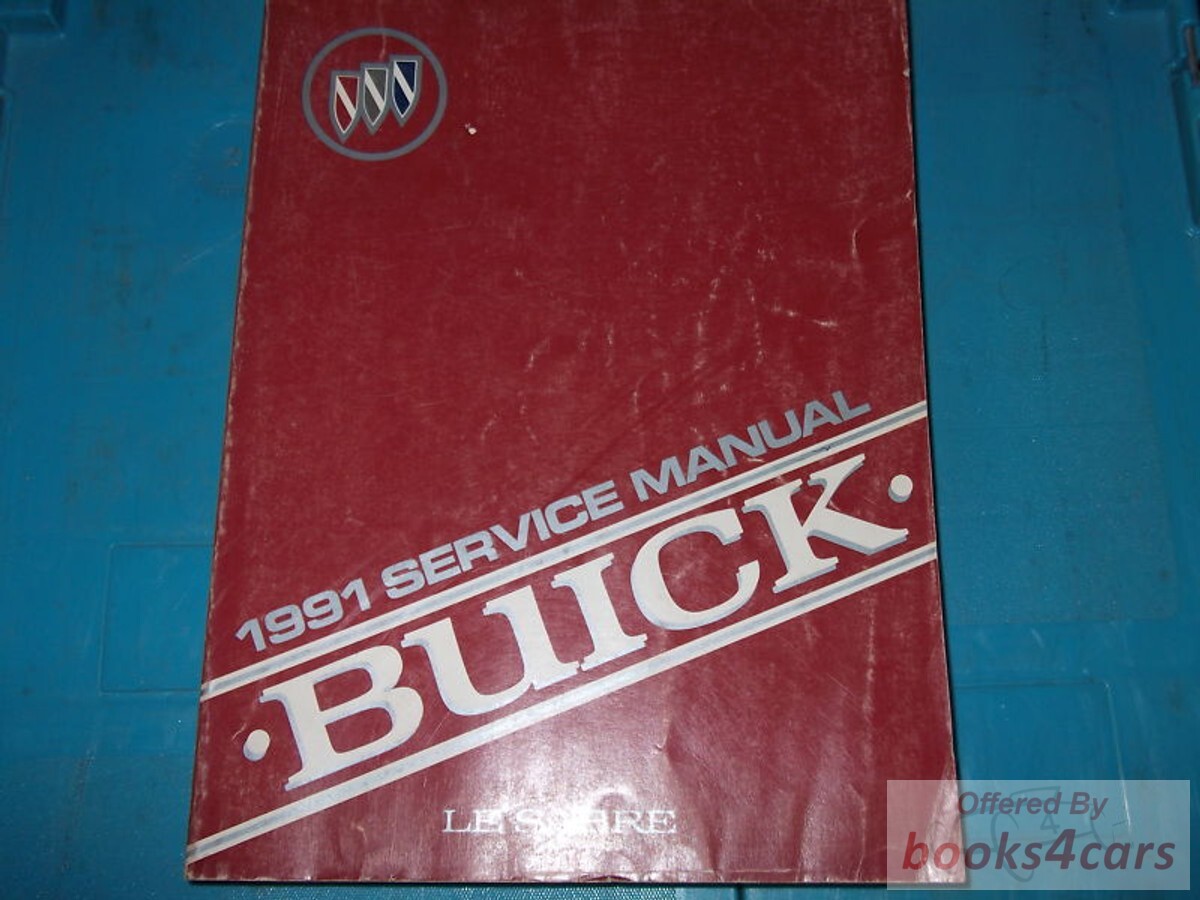 1991 SERVICE MANUAL
·BUICK·
LE SABRE
Offered By
books4cars